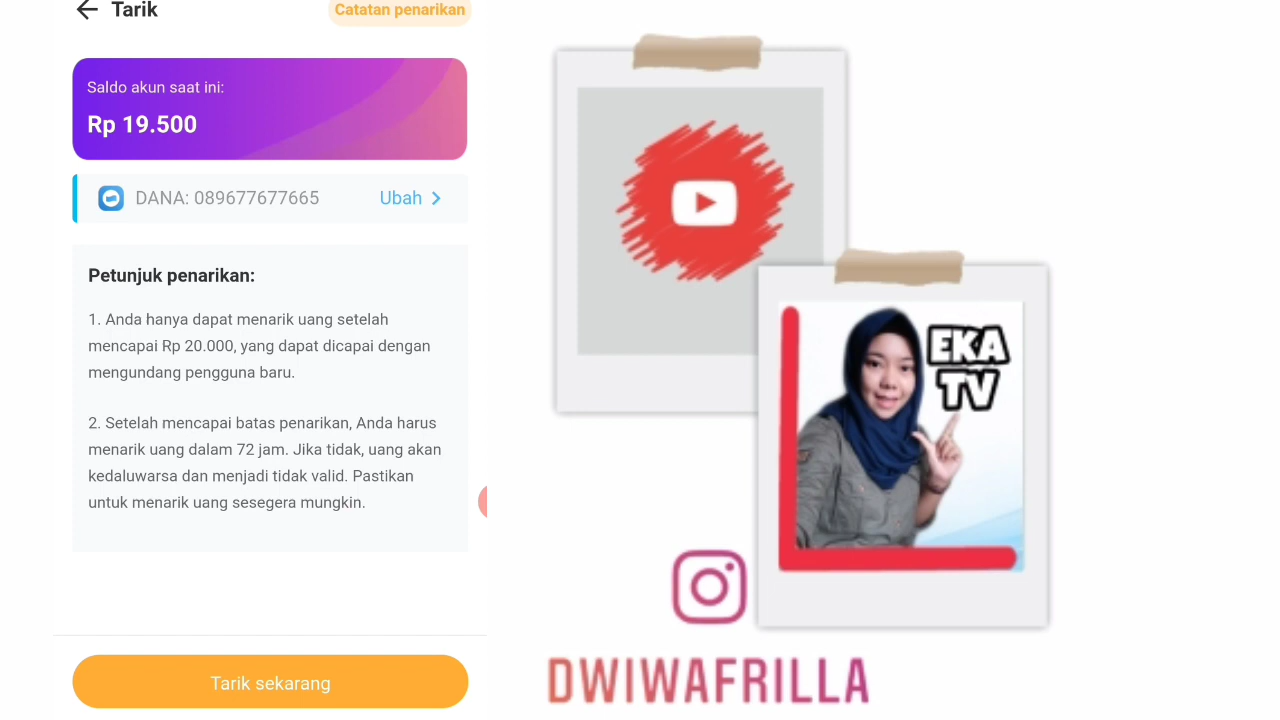 Tarik
Catatan penarikan
Saldo akun saat ini:
Rp 19.500
DANA: 089677677665
Ubah
Petunjuk penarikan:
1. Anda hanya dapat menarik uang setelah
mencapai Rp 20.000, yang dapat dicapai dengan
mengundang pengguna baru.
2. Setelah mencapai batas penarikan, Anda harus
menarik uang dalam 72 jam. Jika tidak, uang akan
kedaluwarsa dan menjadi tidak valid. Pastikan
untuk menarik uang sesegera mungkin.
Tarik sekarang
EKA
TV
DWIWAFRILLA